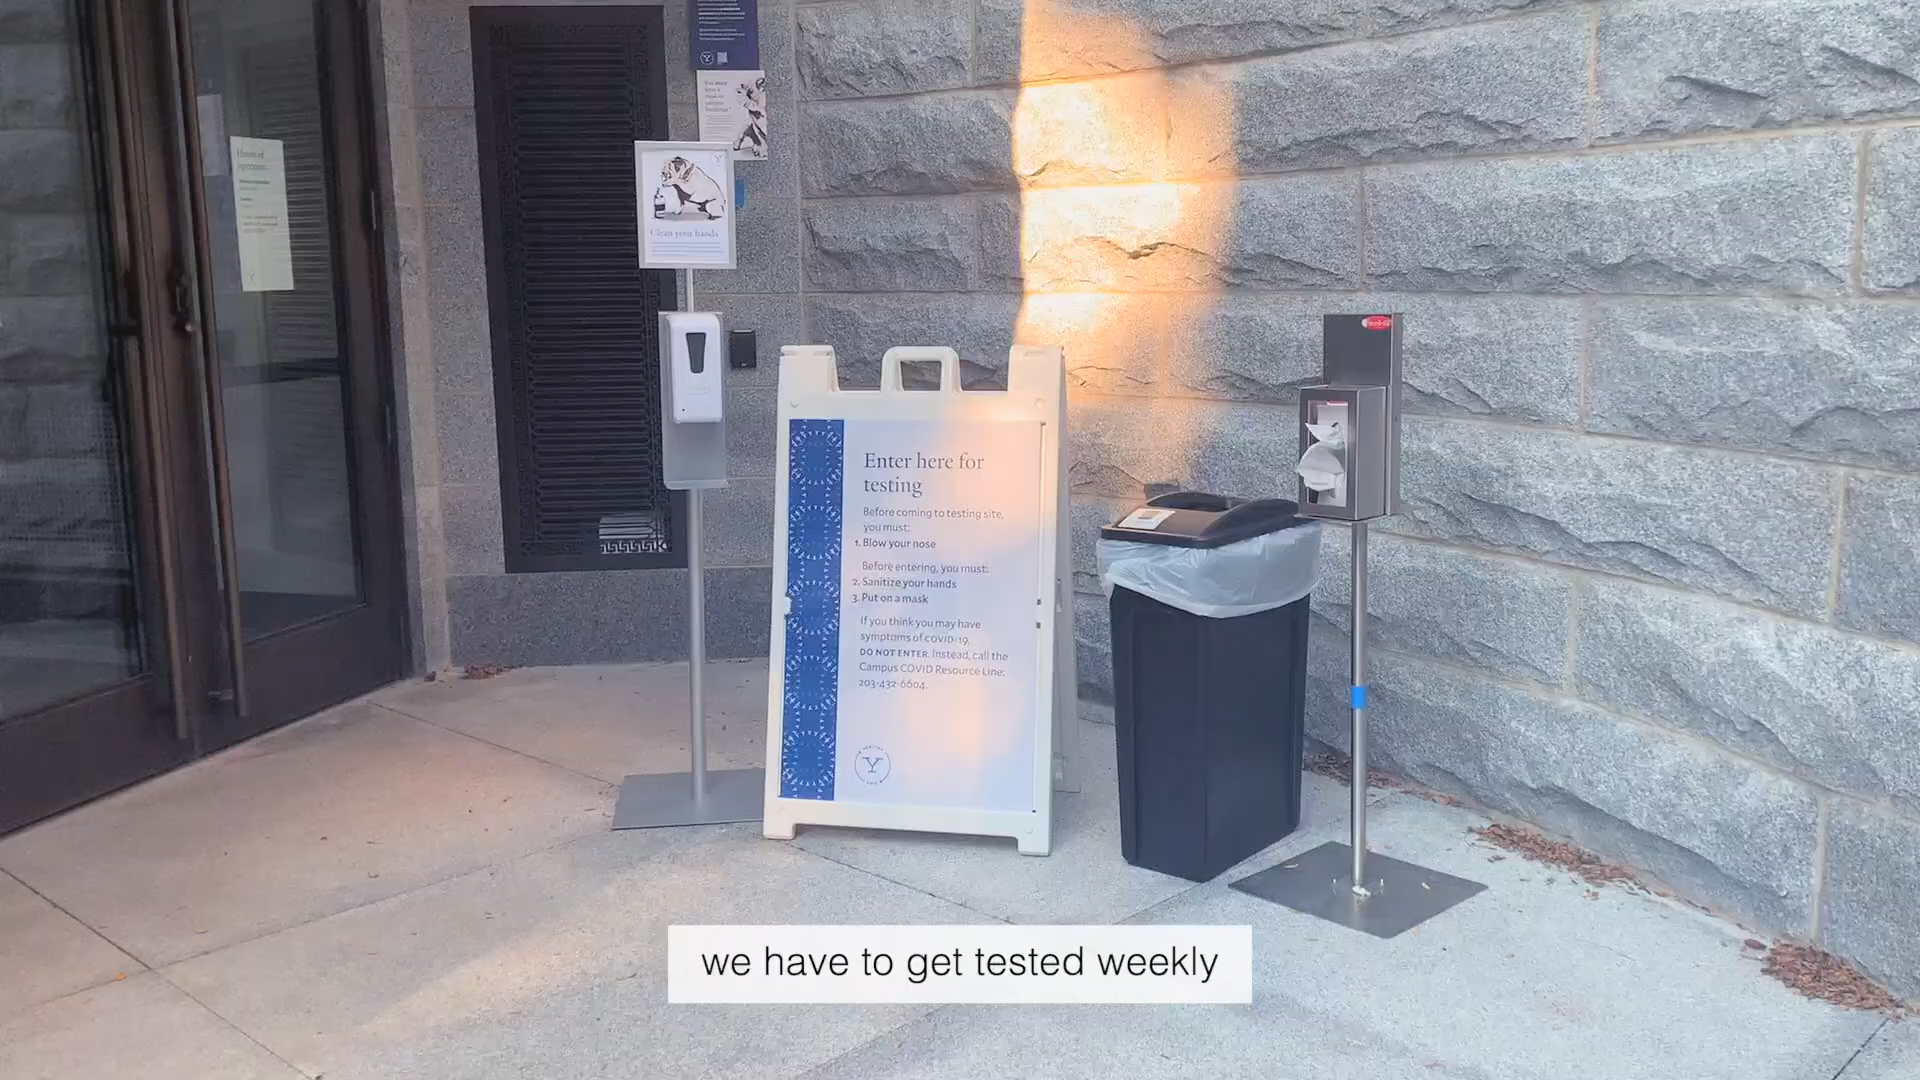 Hours of
Clean your hands
Enter here for
testing
Before coming to testing site,
you must:
1. Blow your nose
Before entering, you must:
2. Sanitize your hands
3. Put on a mask
If you think you may have
symptoms of COVID-19,
DO NOT ENTER. Instead, call the
Campus COVID Resource Line:
203-432-6604.
Y
we have to get tested weekly